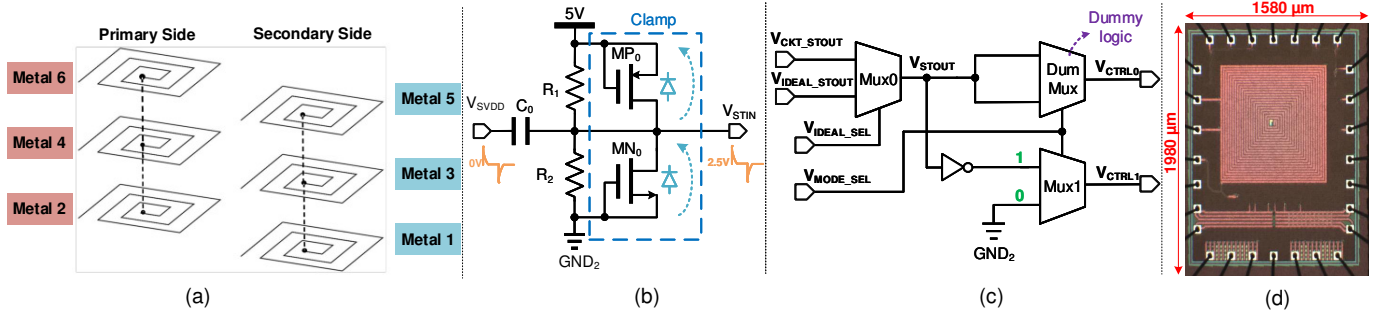 Primary Side
Secondary Side
Metal 6
Metal 4
Metal 2
Metal 5
Metal 3
Metal 1
(a)
5V
Clamp
MP0
R1
VSVDD
C0
VSTIN
0V
2.5V
MN0
R2
GND2
(b)
Dummy
logic
VCKT_STOUT
VIDEAL_STOUT
Mux0
VSTOUT
Dum
Mux
VCTRL0
VIDEAL_SEL
VMODE_SEL
1
0
Mux1
VCTRL1
GND2
(c)
1580 µm
1980 µm
(d)